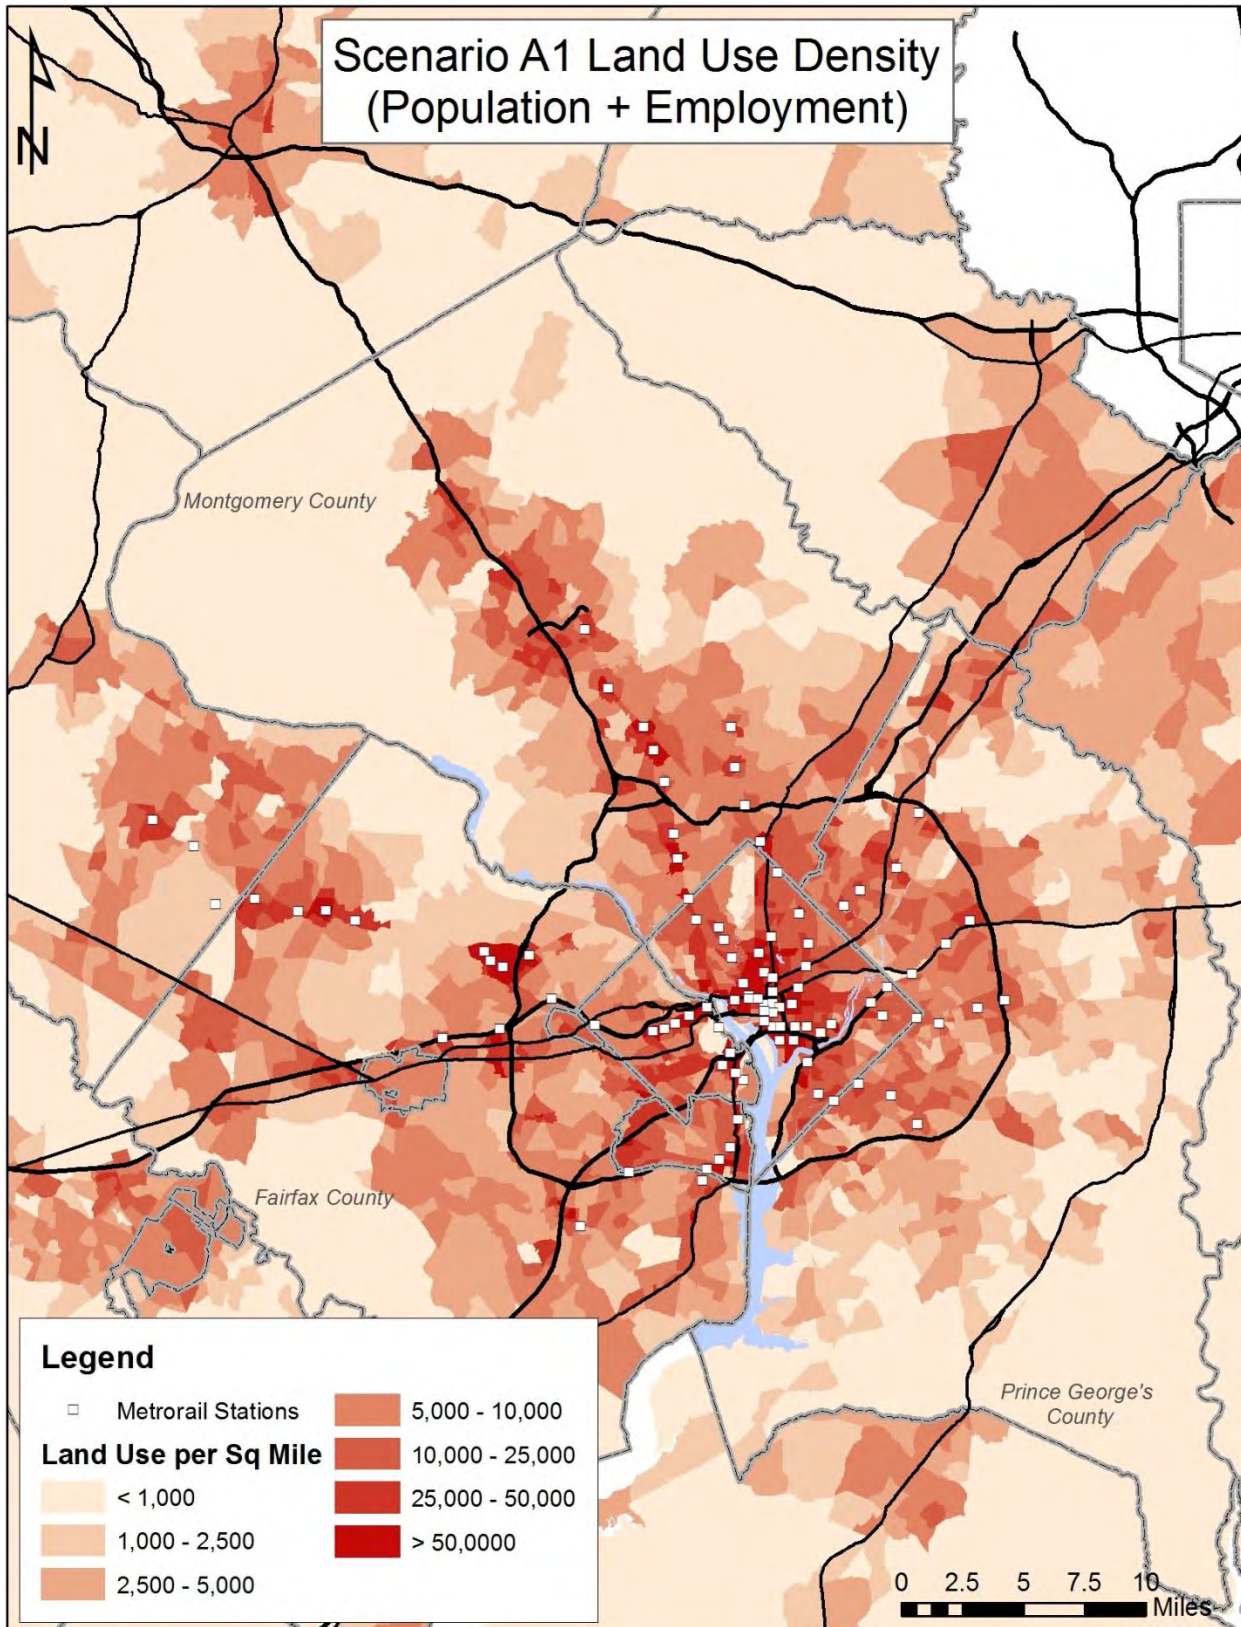 Scenario A1 Land Use Density
(Population + Employment)
N
Montgomery County
Fairfax County
Prince George's
County
Legend
Metrorail Stations
Land Use per Sq Mile
< 1,000
1,000 - 2,500
2,500 - 5,000
5,000 - 10,000
10,000 - 25,000
25,000 - 50,000
> 50,0000
0 2.5 5 7.5 10
Miles